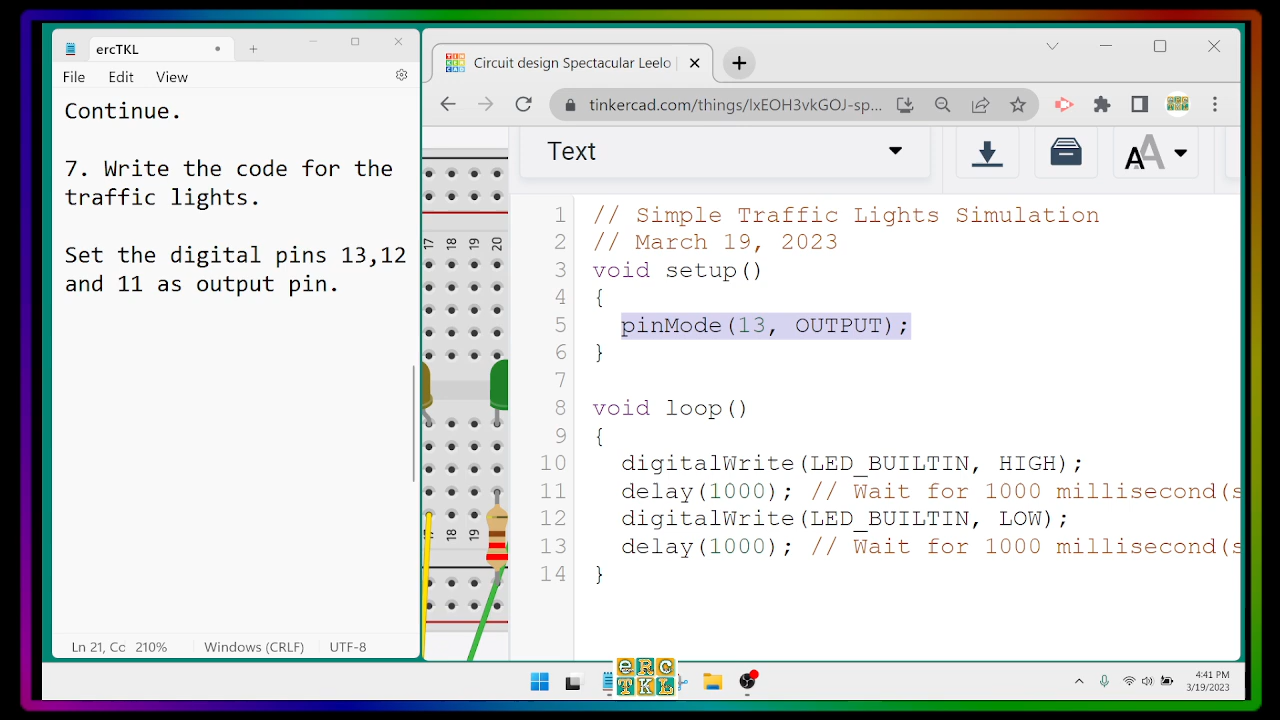 ercTKL
File Edit View
Continue.
7. Write the code for the
traffic lights.
Set the digital pins 13,12
and 11 as output pin.
Ln 21, Cc 210% Windows (CRLF) UTF-8
TIN
KER
CAD
Circuit design Spectacular Leelo
tinkercad.com/things/lxEOH3vkGOJ-sp...
Text
1 // Simple Traffic Lights Simulation
2 // March 19, 2023
3 void setup()
4 {
5 pinMode(13, OUTPUT);
6 }
7
8 void loop()
9 {
10 digitalWrite(LED_BUILTIN, HIGH);
11 delay(1000); // Wait for 1000 millisecond(s
12 digitalWrite(LED_BUILTIN, LOW);
13 delay(1000); // Wait for 1000 millisecond(s
14 }
17 18 19 20
18 19
eRC
TKL
4:41 PM
3/19/2023